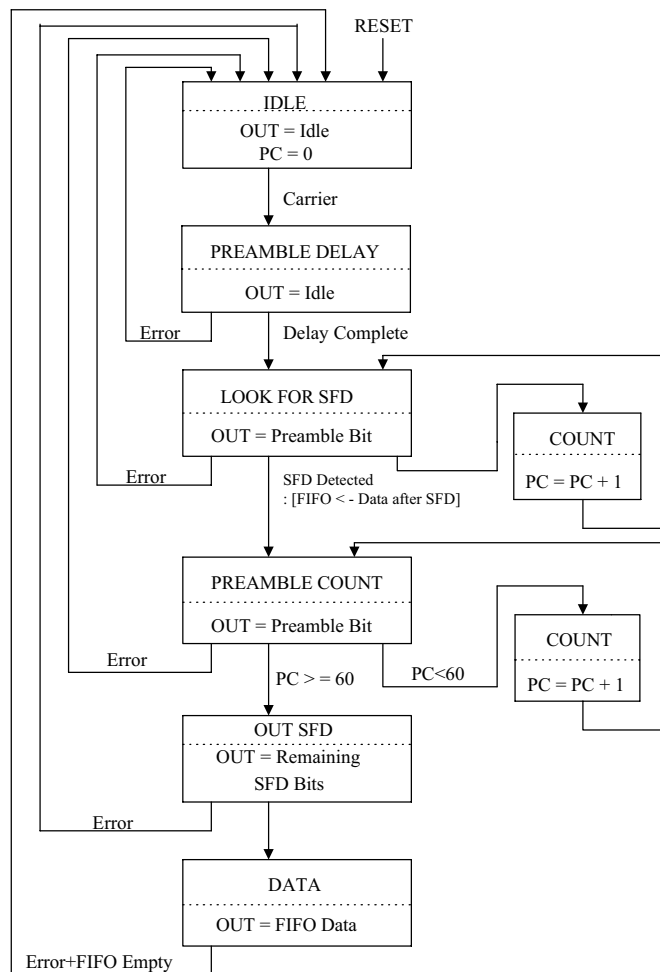 RESET
IDLE
OUT = Idle
PC = 0
Carrier
PREAMBLE DELAY
OUT = Idle
Error
Delay Complete
LOOK FOR SFD
OUT = Preamble Bit
COUNT
PC = PC + 1
Error
SFD Detected
: [FIFO < - Data after SFD]
PREAMBLE COUNT
OUT = Preamble Bit
COUNT
PC = PC + 1
Error
PC > = 60
PC<60
OUT SFD
OUT = Remaining
SFD Bits
Error
DATA
OUT = FIFO Data
Error+FIFO Empty